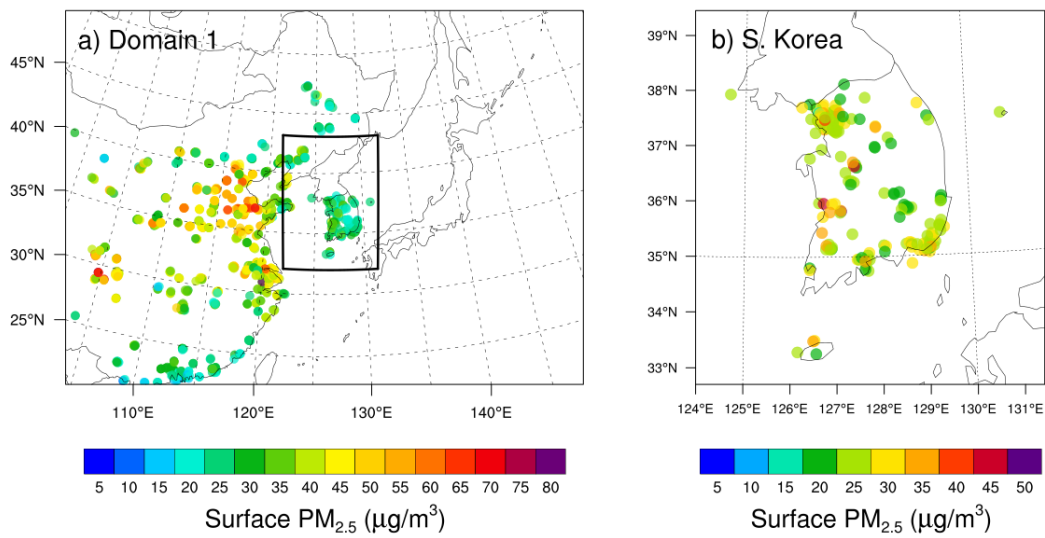 a) Domain 1
45°N
40°N
35°N
30°N
25°N
110°E 120°E 130°E 140°E
5 10 15 20 25 30 35 40 45 50 55 60 65 70 75 80
Surface PM2.5 (μg/m³)
b) S. Korea
39°N
38°N
37°N
36°N
35°N
34°N
33°N
124°E 125°E 126°E 127°E 128°E 129°E 130°E 131°E
5 10 15 20 25 30 35 40 45 50
Surface PM2.5 (μg/m³)